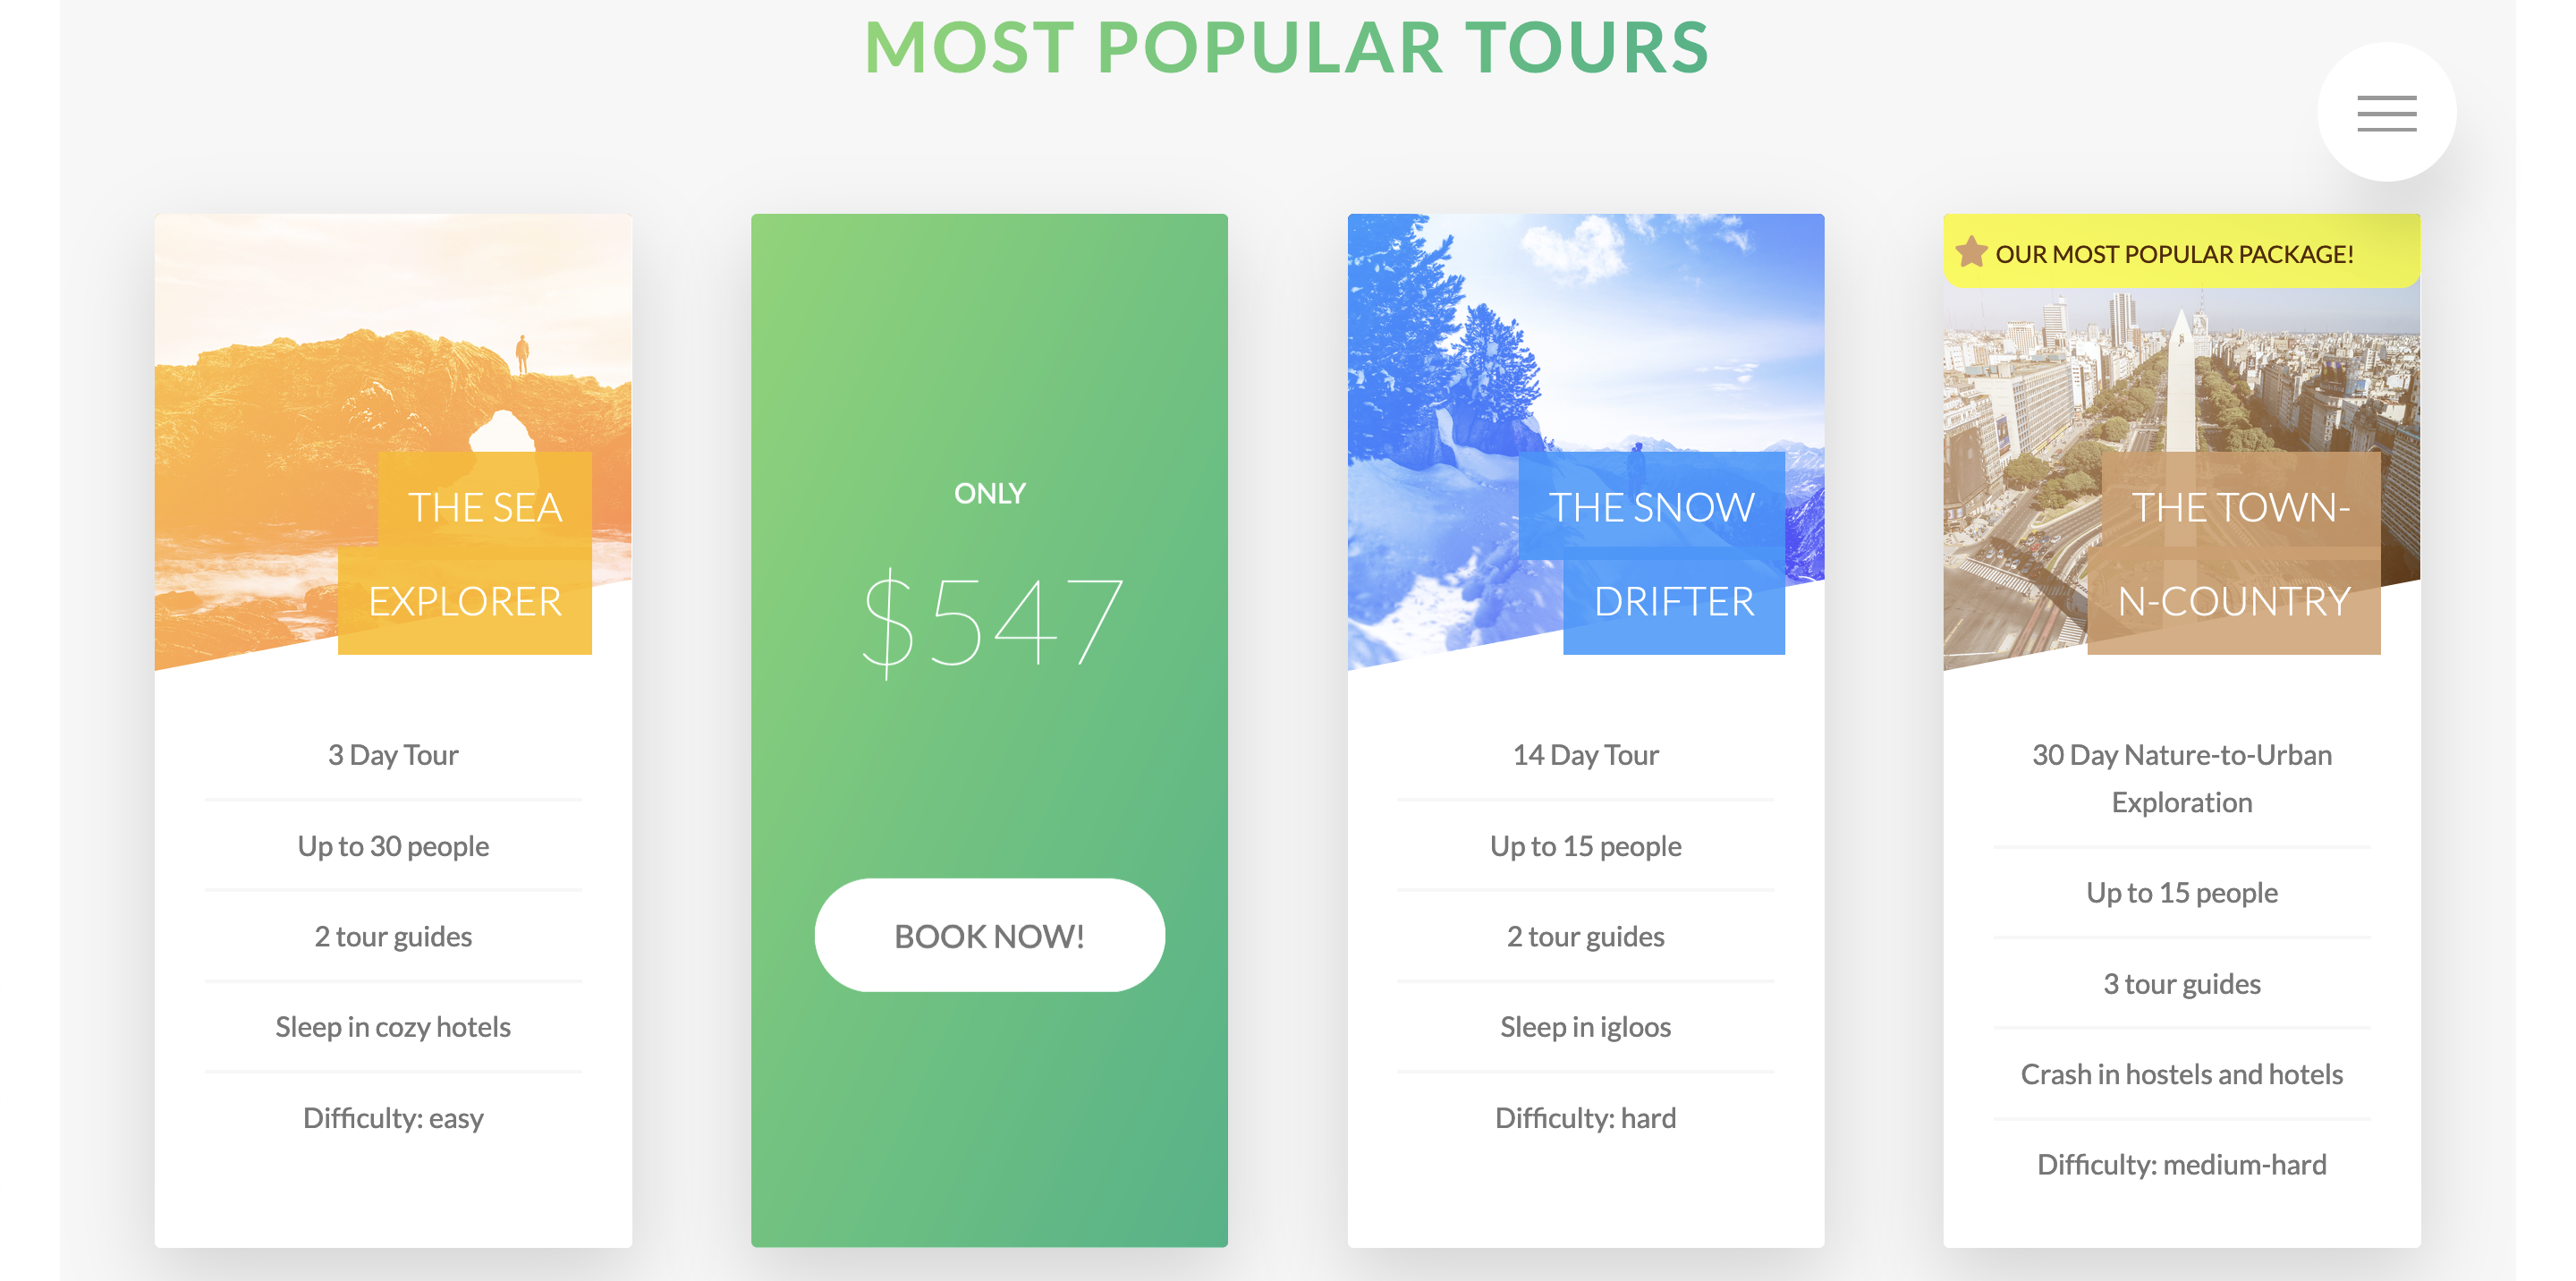 MOST POPULAR TOURS
THE SEA
EXPLORER
3 Day Tour
Up to 30 people
2 tour guides
Sleep in cozy hotels
Difficulty: easy
ONLY
$547
BOOK NOW!
THE SNOW
DRIFTER
14 Day Tour
Up to 15 people
2 tour guides
Sleep in igloos
Difficulty: hard
OUR MOST POPULAR PACKAGE!
THE TOWN-
N-COUNTRY
30 Day Nature-to-Urban
Exploration
Up to 15 people
3 tour guides
Crash in hostels and hotels
Difficulty: medium-hard